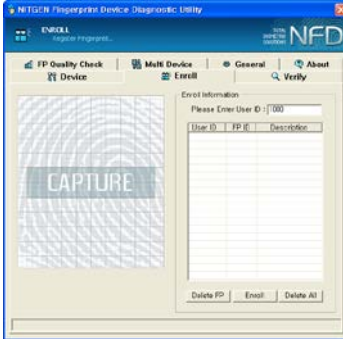 NITGEN Fingerprint Device Diagnostic Utility
ENROLL
Register Fingerprint...
NFD
FP Quality Check
Multi Device
General
About
Device
Enroll
Verify
CAPTURE
Enroll Information
Please Enter User ID : 1000
User ID FP ID Description
Delete FP
Enroll
Delete All